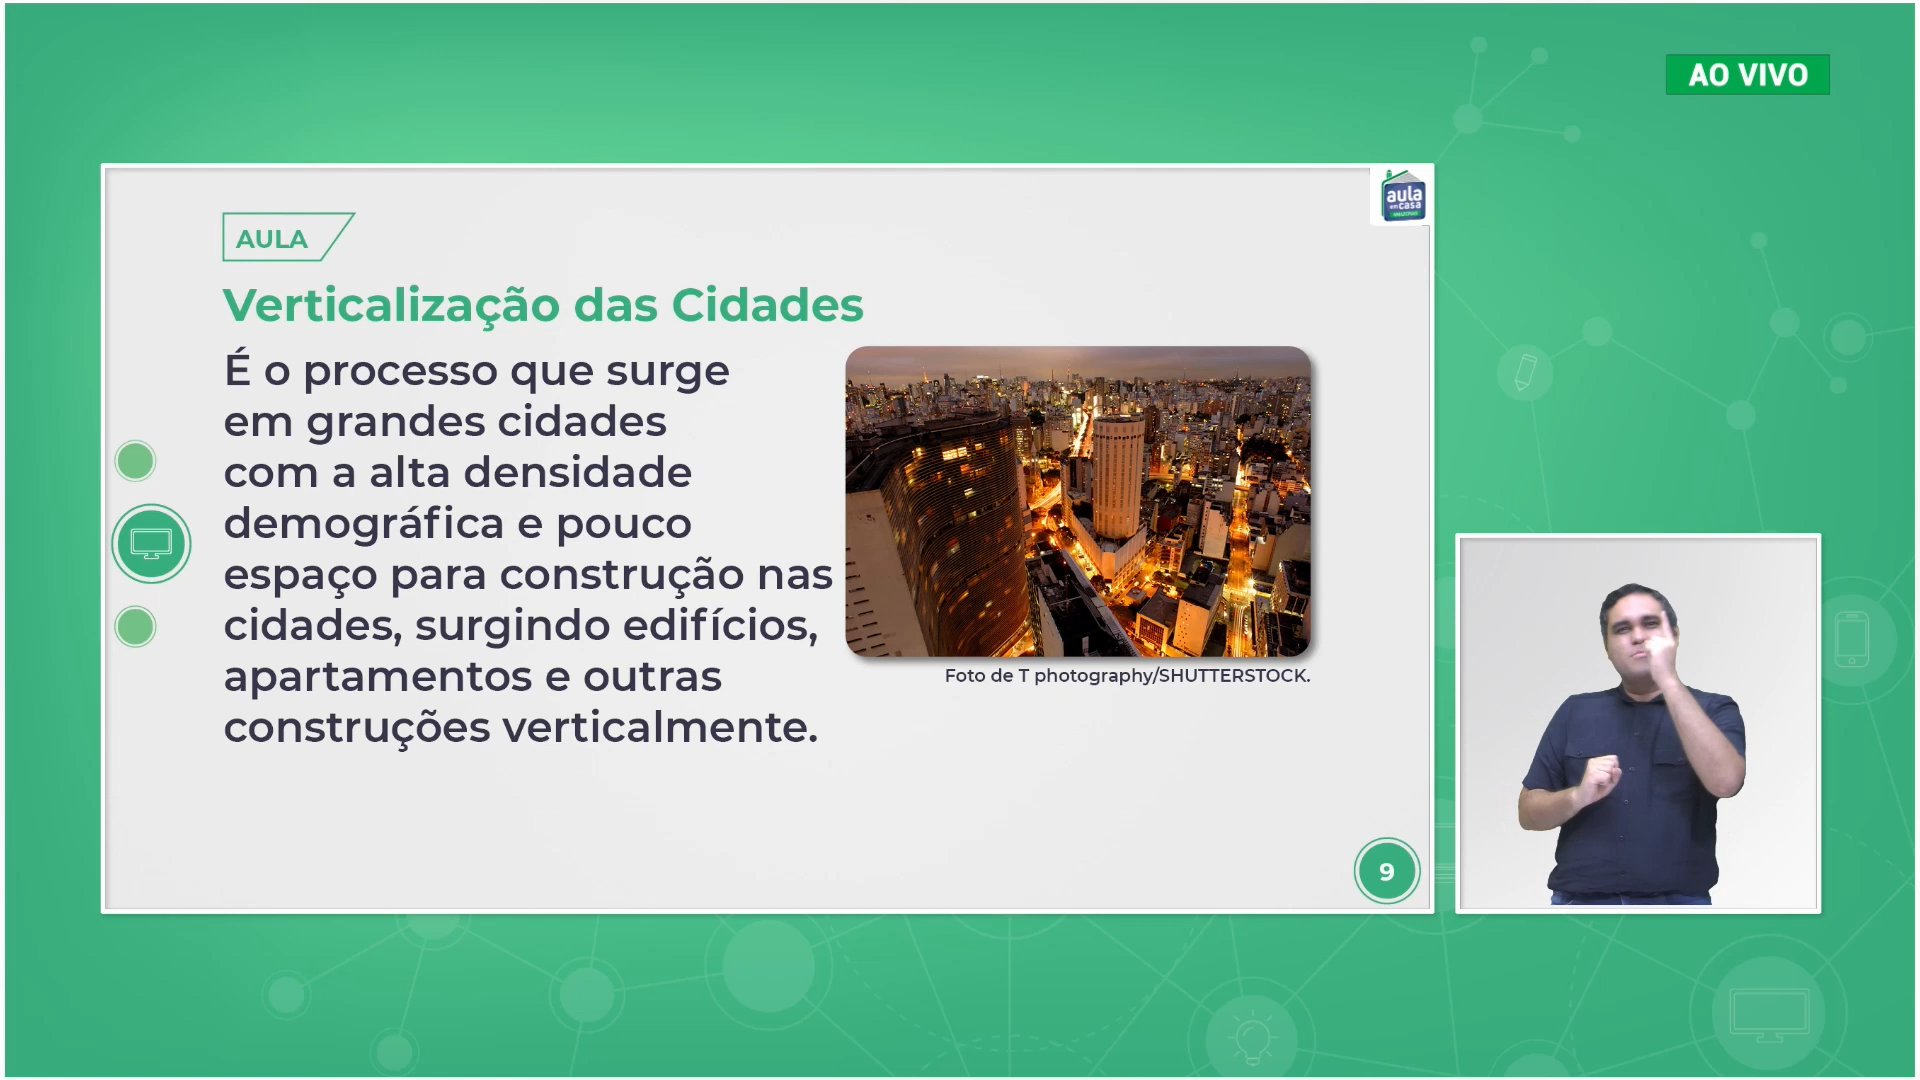 AO VIVO
aula
em casa
AULA
Verticalização das Cidades
É o processo que surge
em grandes cidades
com a alta densidade
demográfica e pouco
espaço para construção nas
cidades, surgindo edifícios,
apartamentos e outras
construções verticalmente.
Foto de T photography/SHUTTERSTOCK.
9